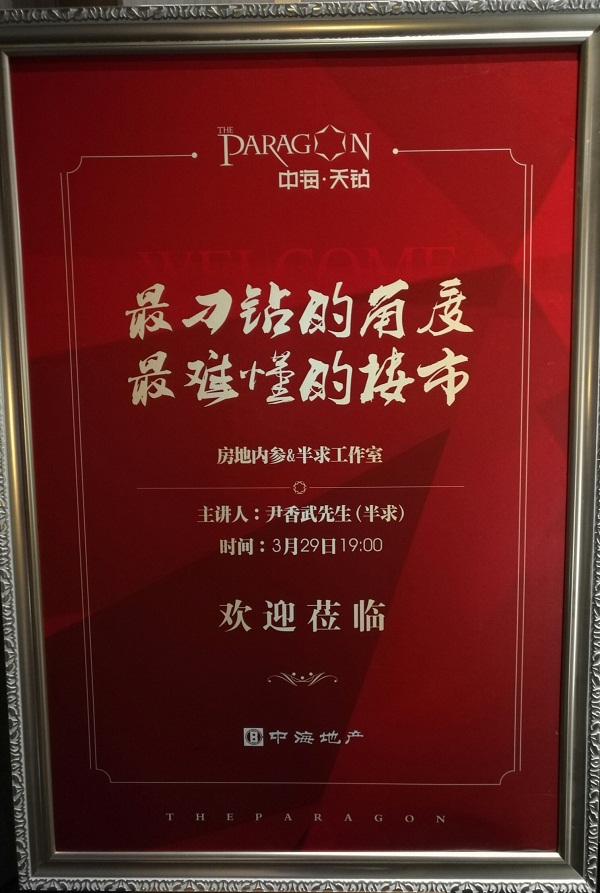 THE PARAGON
中海·天钻
WELCOME
最刁钻的角度
最难懂的楼市
房地内参&半求工作室
主讲人：尹香武先生(半求)
时间：3月29日19:00
欢迎莅临
中海地产
THEPARAGON